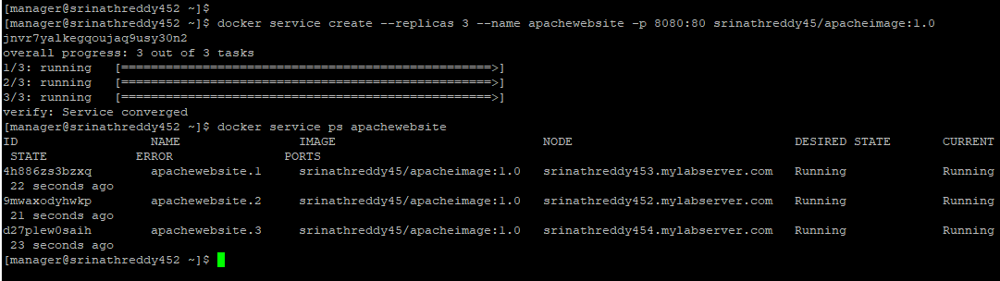 [manager@srinathreddy452 ~]$
[manager@srinathreddy452 ~]$ docker service create --replicas 3 --name apachewebsite -p 8080:80 srinathreddy45/apacheimage:1.0
jnvr7yalkegqoujaq9usy30n2
overall progress: 3 out of 3 tasks
1/3: running   [==================================================>]
2/3: running   [==================================================>]
3/3: running   [==================================================>]
verify: Service converged
[manager@srinathreddy452 ~]$ docker service ps apachewebsite
ID                  NAME                IMAGE                            NODE                              DESIRED STATE       CURRENT
 STATE             ERROR               PORTS
4h886zs3bzxq        apachewebsite.1     srinathreddy45/apacheimage:1.0   srinathreddy453.mylabserver.com   Running             Running
 22 seconds ago
9mwaxodyhwkp        apachewebsite.2     srinathreddy45/apacheimage:1.0   srinathreddy452.mylabserver.com   Running             Running
 21 seconds ago
d27plew0saih        apachewebsite.3     srinathreddy45/apacheimage:1.0   srinathreddy454.mylabserver.com   Running             Running
 23 seconds ago
[manager@srinathreddy452 ~]$